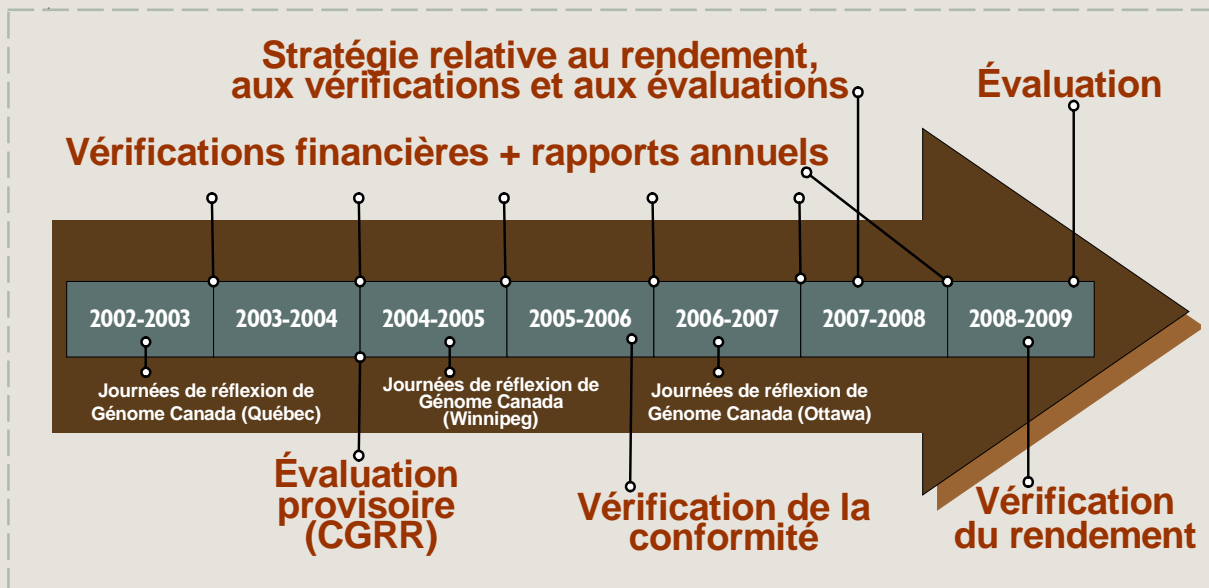 Stratégie relative au rendement,
aux vérifications et aux évaluations
Évaluation
Vérifications financières + rapports annuels
2002-2003
2003-2004
2004-2005
2005-2006
2006-2007
2007-2008
2008-2009
Journées de réflexion de
Génome Canada (Québec)
Journées de réflexion de
Génome Canada
(Winnipeg)
Journées de réflexion de
Génome Canada (Ottawa)
Évaluation
provisoire
(CGRR)
Vérification de la
conformité
Vérification
du rendement